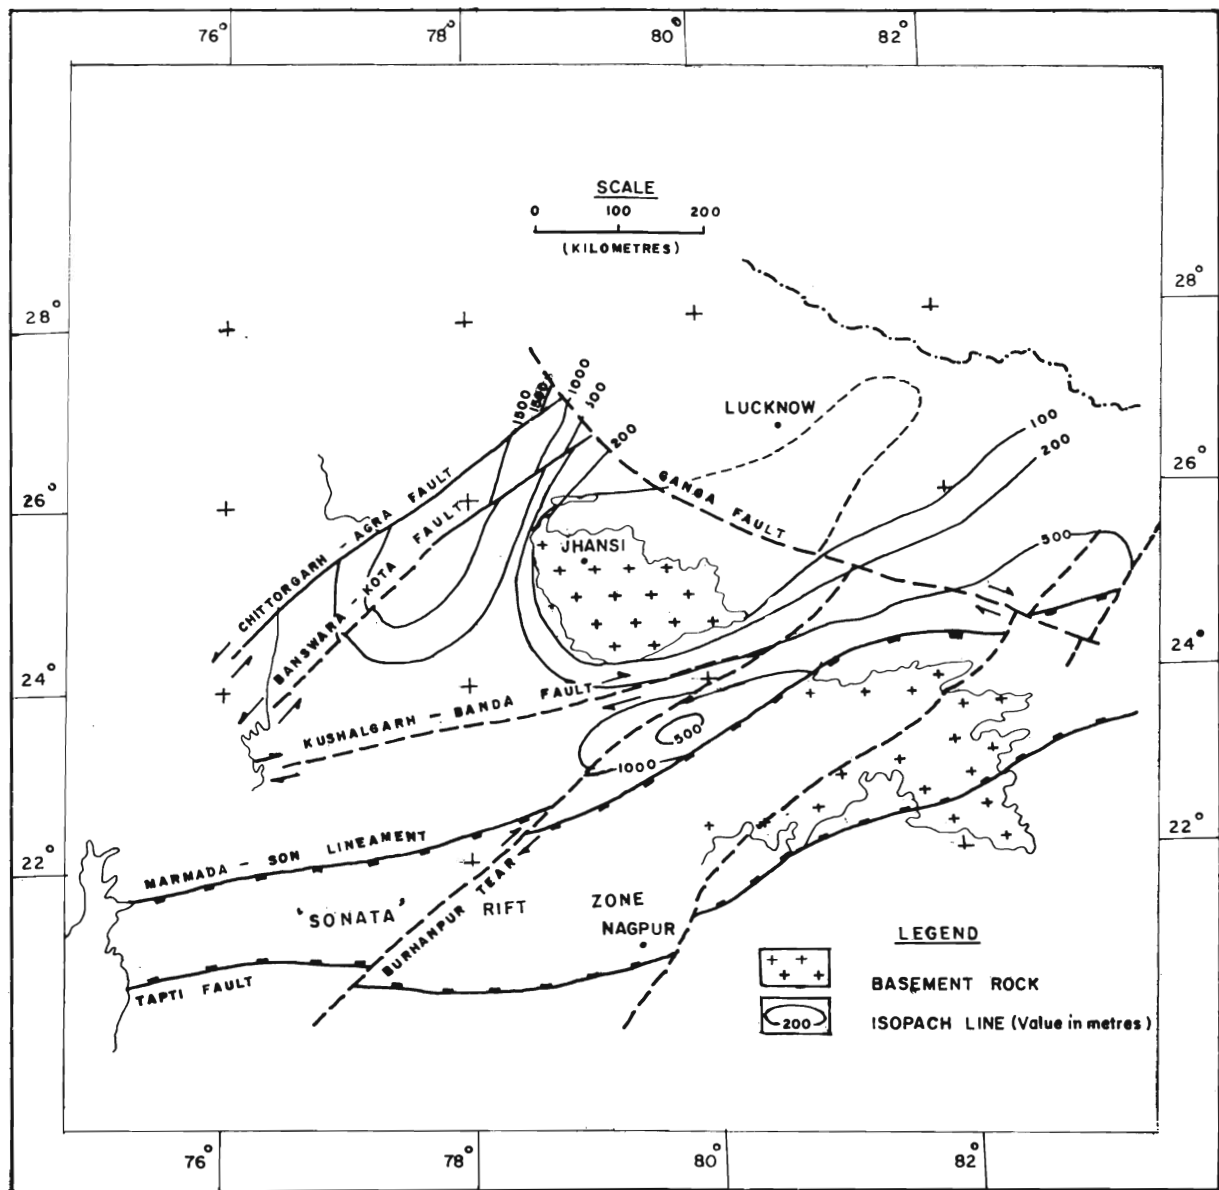 76° 78° 80° 82°
SCALE
0 100 200
(KILOMETRES)
28°
28°
1500
1500
1000
500
200
LUCKNOW
100
200
26°
26°
CHITTORGARH - AGRA FAULT
BANSWARA - KOTA FAULT
GANGA FAULT
JHANSI
500
24°
24°
KUSHALGARH - BANDA FAULT
500
1000
22°
22°
MARMADA - SON LINEAMENT
BURHANPUR TEAR
'SONATA' RIFT ZONE
NAGPUR
TAPTI FAULT
LEGEND
BASEMENT ROCK
200 ISOPACH LINE (Value in metres)
76° 78° 80° 82°